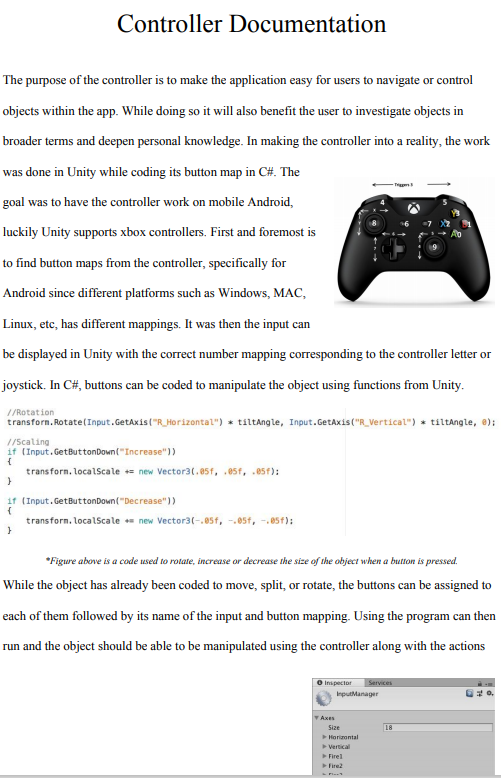 Controller Documentation
The purpose of the controller is to make the application easy for users to navigate or control
objects within the app. While doing so it will also benefit the user to investigate objects in
broader terms and deepen personal knowledge. In making the controller into a reality, the work
was done in Unity while coding its button map in C#. The
goal was to have the controller work on mobile Android,
luckily Unity supports xbox controllers. First and foremost is
to find button maps from the controller, specifically for
Android since different platforms such as Windows, MAC,
Linux, etc, has different mappings. It was then the input can
Triggers 3
4 5
Y3
8 6 7 X2 B1
A0
9
be displayed in Unity with the correct number mapping corresponding to the controller letter or
joystick. In C#, buttons can be coded to manipulate the object using functions from Unity.
//Rotation
transform.Rotate(Input.GetAxis("R_Horizontal") * tiltAngle, Input.GetAxis("R_Vertical") * tiltAngle, 0);
//Scaling
if (Input.GetButtonDown("Increase"))
{
transform.localScale += new Vector3(.05f, .05f, .05f);
}
if (Input.GetButtonDown("Decrease"))
{
transform.localScale += new Vector3(-.05f, -.05f, -.05f);
}
*Figure above is a code used to rotate, increase or decrease the size of the object when a button is pressed.
While the object has already been coded to move, split, or rotate, the buttons can be assigned to
each of them followed by its name of the input and button mapping. Using the program can then
run and the object should be able to be manipulated using the controller along with the actions
Inspector Services
InputManager
Axes
Size 18
Horizontal
Vertical
Fire1
Fire2
Fire3